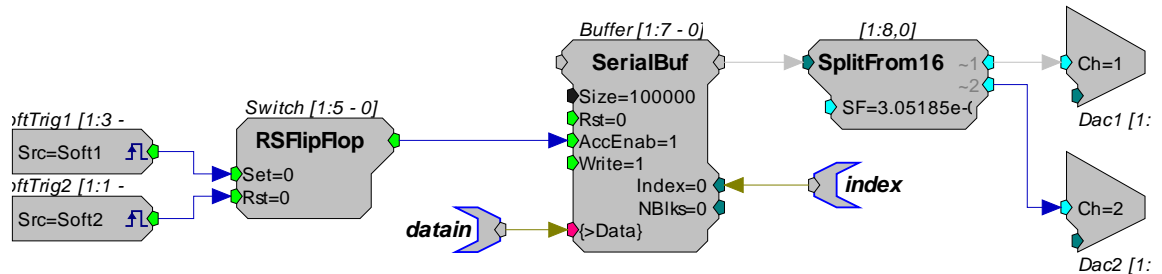 oftTrig1 [1:3 -
Src=Soft1
oftTrig2 [1:1 -
Src=Soft2
Switch [1:5 - 0]
RSFlipFlop
Set=0
Rst=0
Buffer [1:7 - 0]
SerialBuf
Size=100000
Rst=0
AccEnab=1
Write=1
Index=0
NBlks=0
{>Data}
datain
index
[1:8,0]
SplitFrom16
~1
~2
SF=3.05185e-
Ch=1
Dac1 [1:
Ch=2
Dac2 [1: